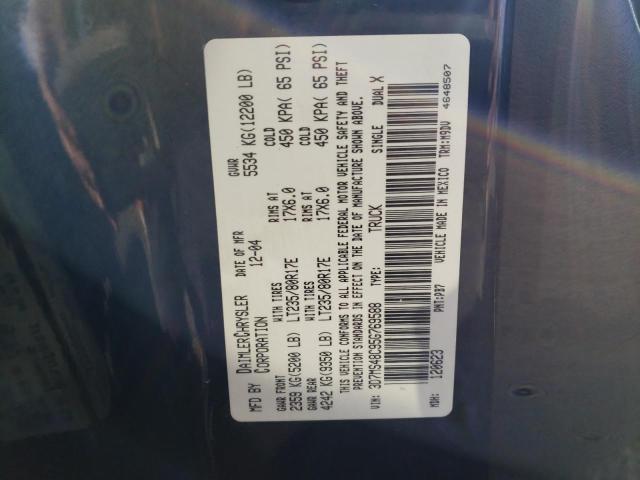 MFD BY DAIMLERCHRYSLER CORPORATION DATE OF MFR 12-04 GVWR 5534 KG(12200 LB)
GAWR FRONT WITH TIRES RIMS AT COLD
2359 KG(5200 LB) LT235/80R17E 17X6.0 450 KPA( 65 PSI)
GAWR REAR WITH TIRES RIMS AT COLD
4242 KG(9350 LB) LT235/80R17E 17X6.0 450 KPA( 65 PSI)
THIS VEHICLE CONFORMS TO ALL APPLICABLE FEDERAL MOTOR VEHICLE SAFETY AND THEFT
PREVENTION STANDARDS IN EFFECT ON THE DATE OF MANUFACTURE SHOWN ABOVE.
VIN: 3D7MS48C95G769588 TYPE: TRUCK SINGLE DUAL X
MDH: 120623 PNT:PB7 VEHICLE MADE IN MEXICO TRM:M9DV 4648507